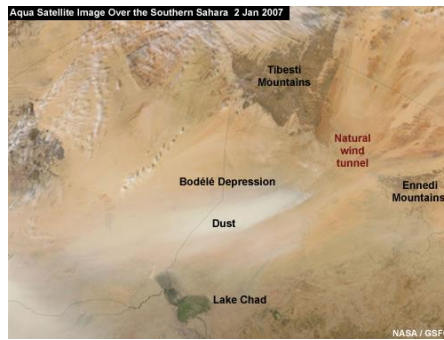 Aqua Satellite Image Over the Southern Sahara 2 Jan 2007
Tibesti
Mountains
Natural
wind
tunnel
Bodélé Depression
Ennedi
Mountains
Dust
Lake Chad
NASA / GSFC